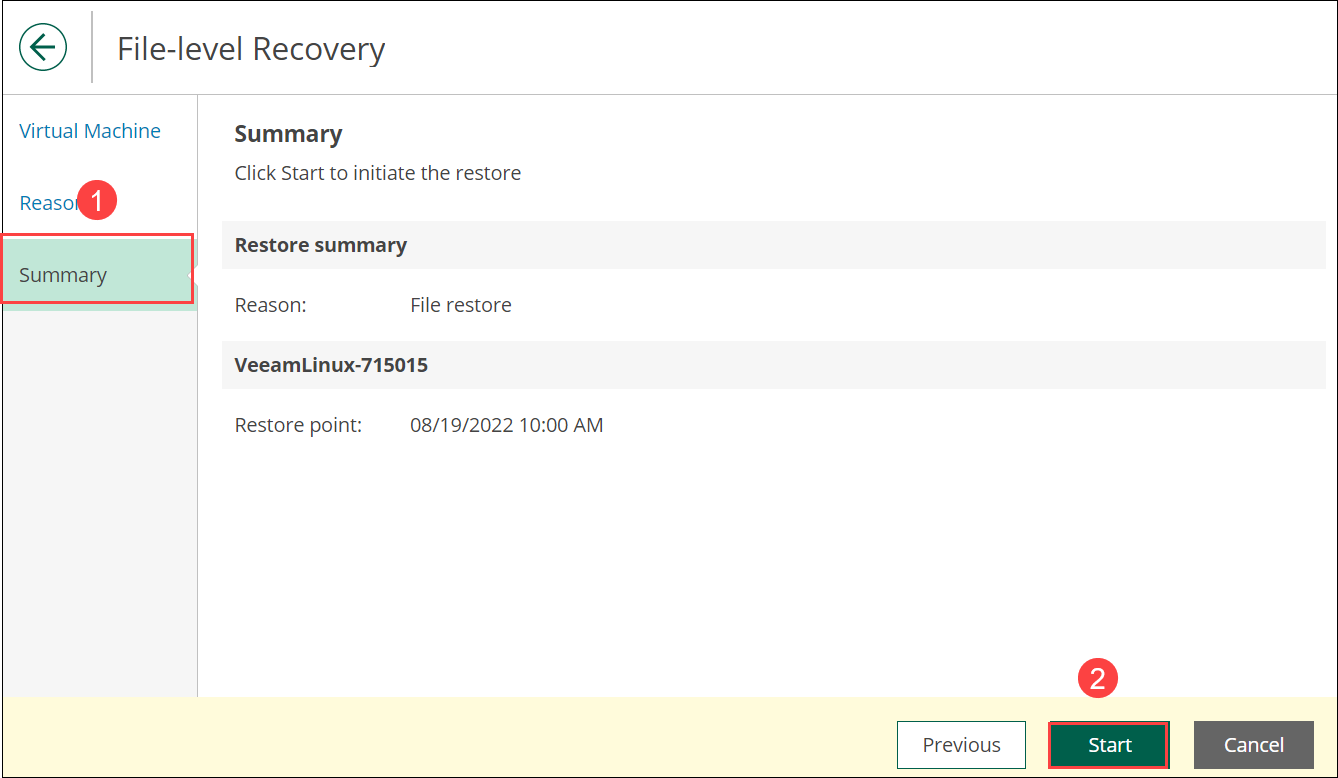 File-level Recovery
Virtual Machine
Reason
1
Summary
Summary
Click Start to initiate the restore
Restore summary
Reason: File restore
VeeamLinux-715015
Restore point: 08/19/2022 10:00 AM
2
Previous Start Cancel